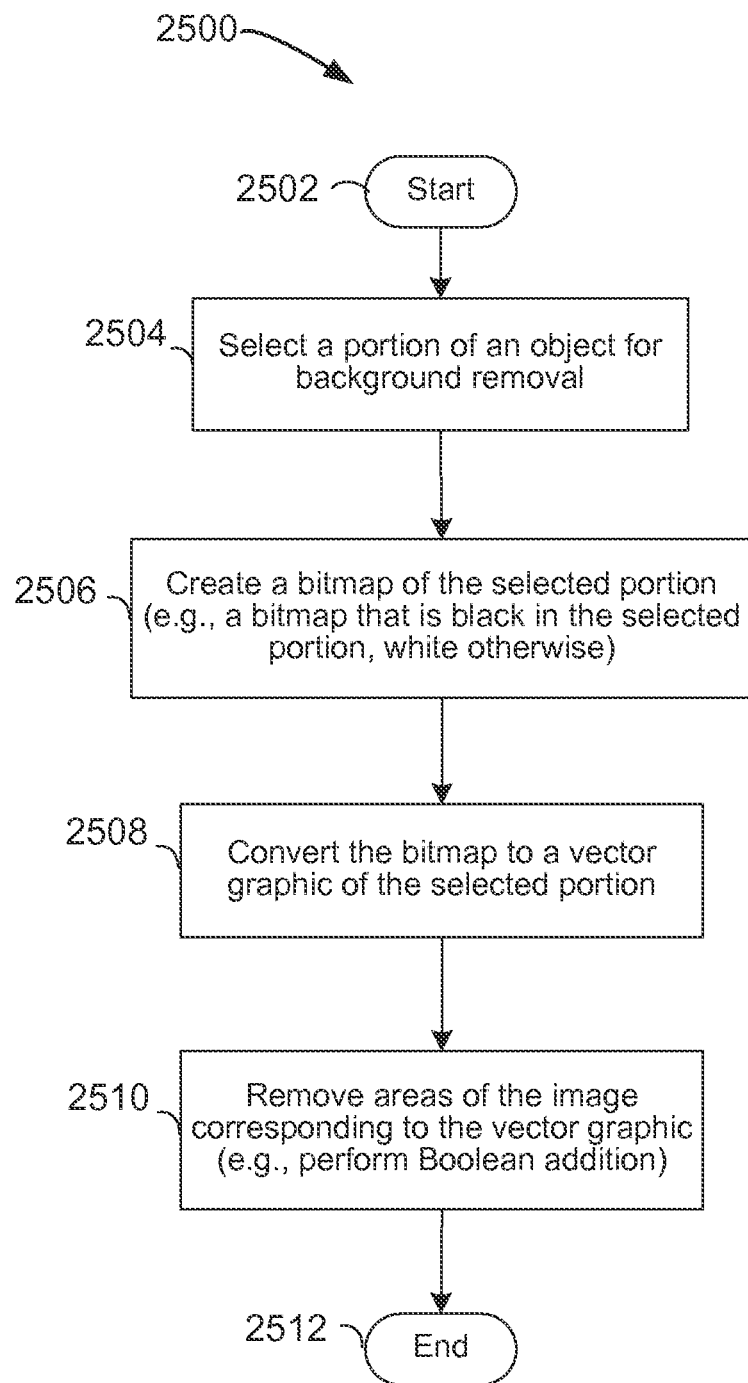 2500
2502
Start
2504
Select a portion of an object for
background removal
2506
Create a bitmap of the selected portion
(e.g., a bitmap that is black in the selected
portion, white otherwise)
2508
Convert the bitmap to a vector
graphic of the selected portion
2510
Remove areas of the image
corresponding to the vector graphic
(e.g., perform Boolean addition)
2512
End